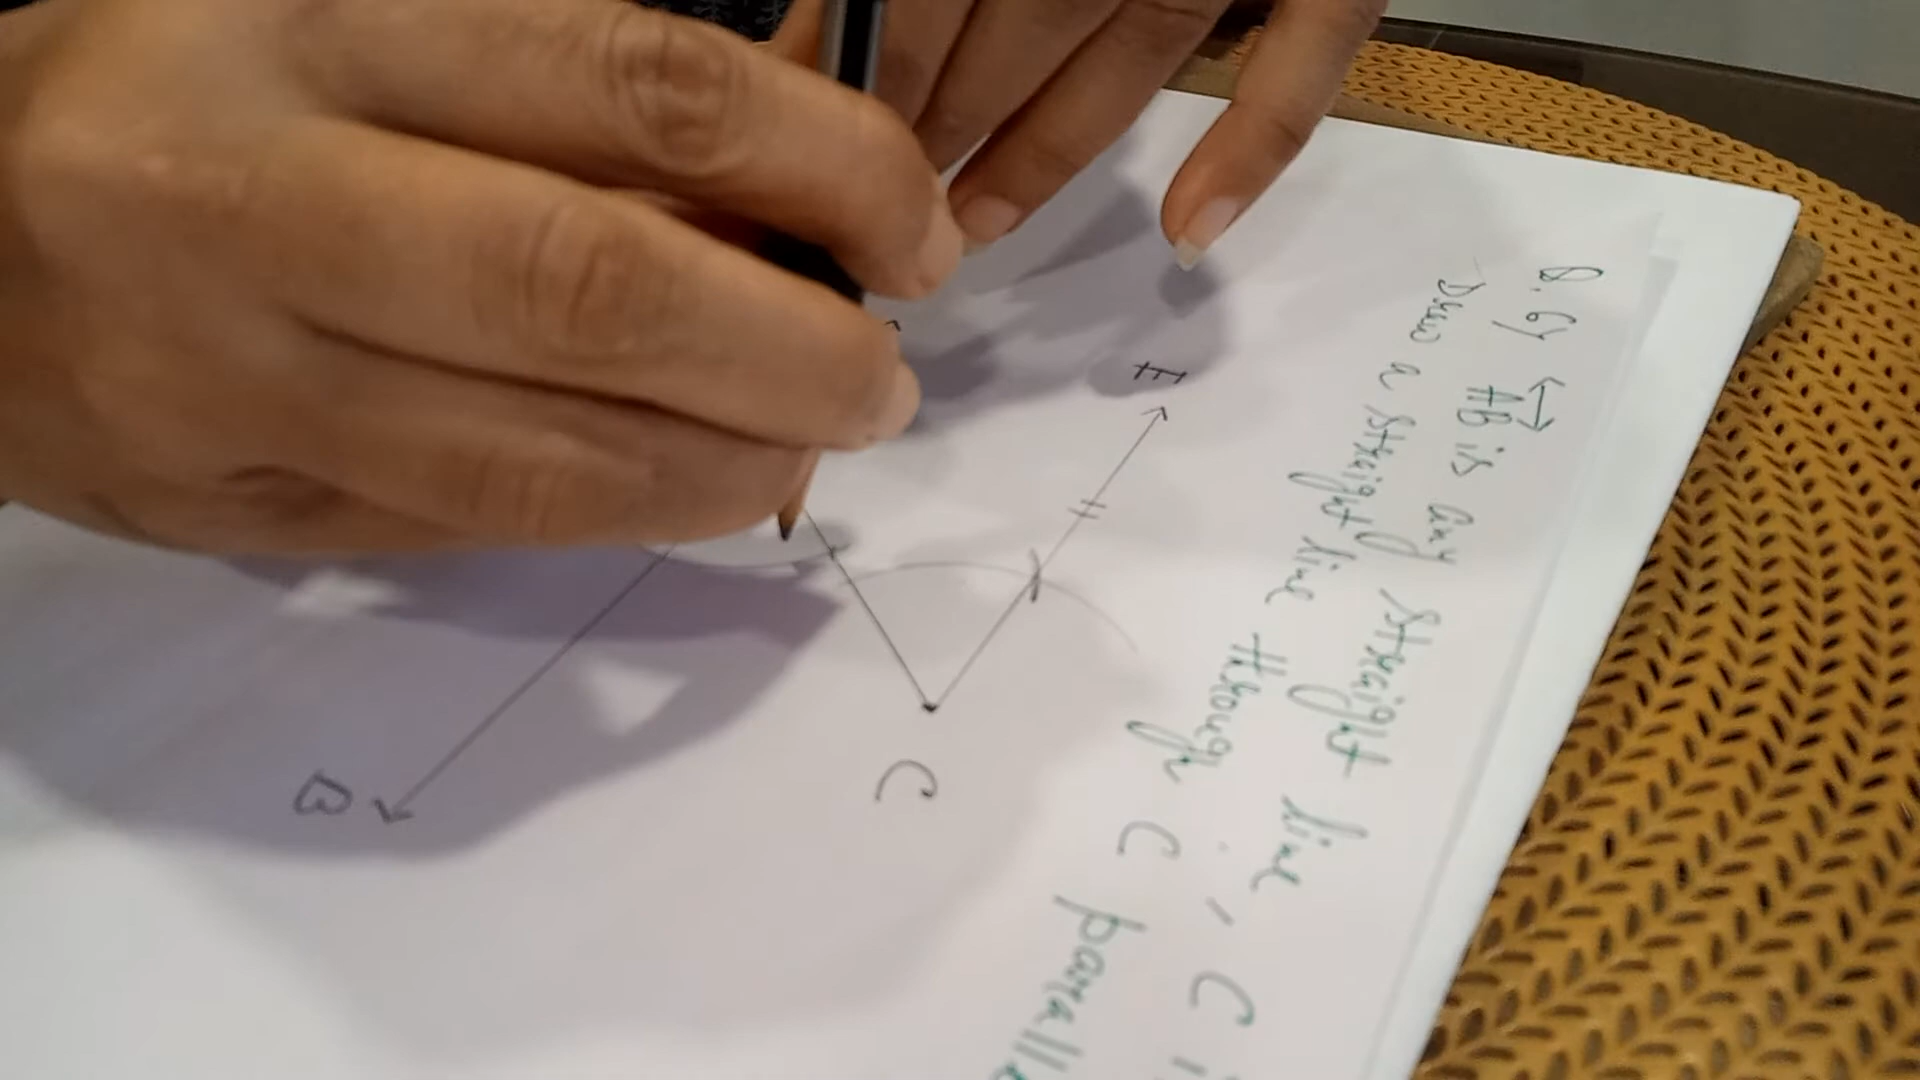 Q. 6) AB is any straight line, C i
Draw a straight line through C paralle
E
C
B